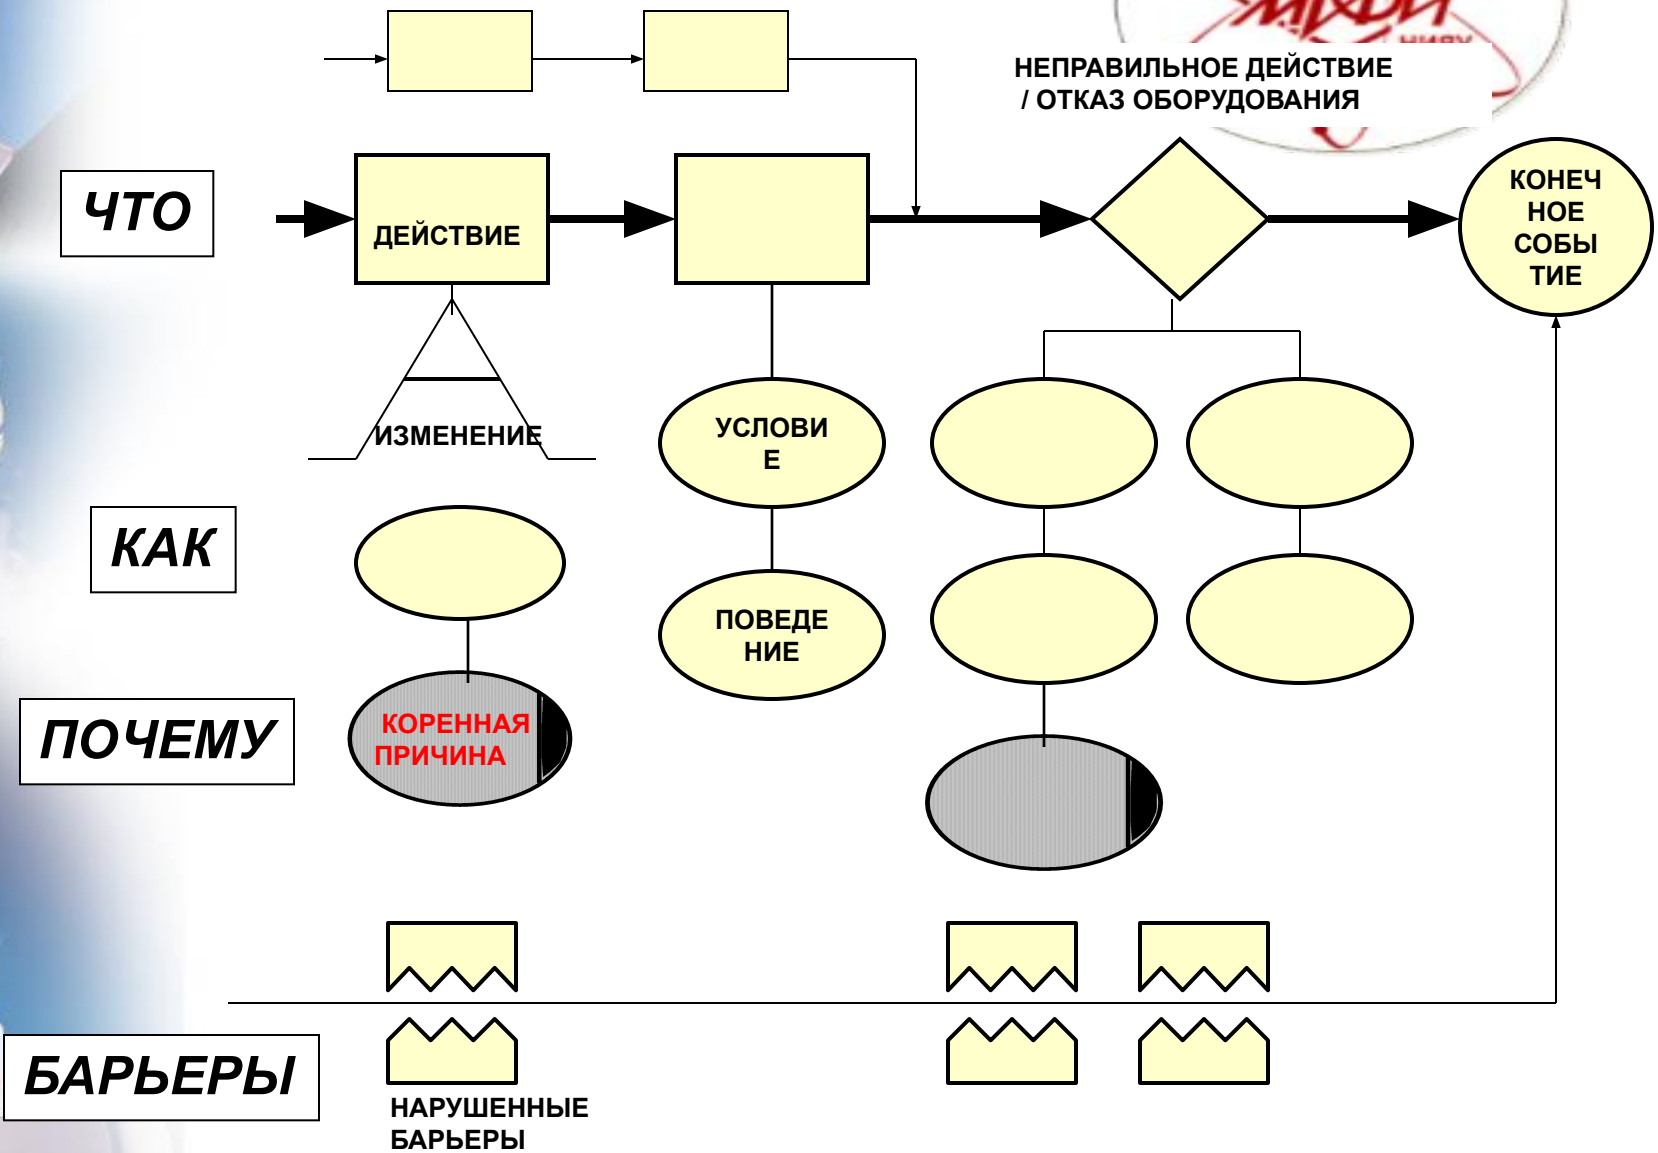 МИФИ
НЕПРАВИЛЬНОЕ ДЕЙСТВИЕ
/ ОТКАЗ ОБОРУДОВАНИЯ
ЧТО
ДЕЙСТВИЕ
КОНЕЧ
НОЕ
СОБЫ
ТИЕ
ИЗМЕНЕНИЕ
УСЛОВИ
Е
КАК
ПОВЕДЕ
НИЕ
ПОЧЕМУ
КОРЕННАЯ
ПРИЧИНА
БАРЬЕРЫ
НАРУШЕННЫЕ
БАРЬЕРЫ